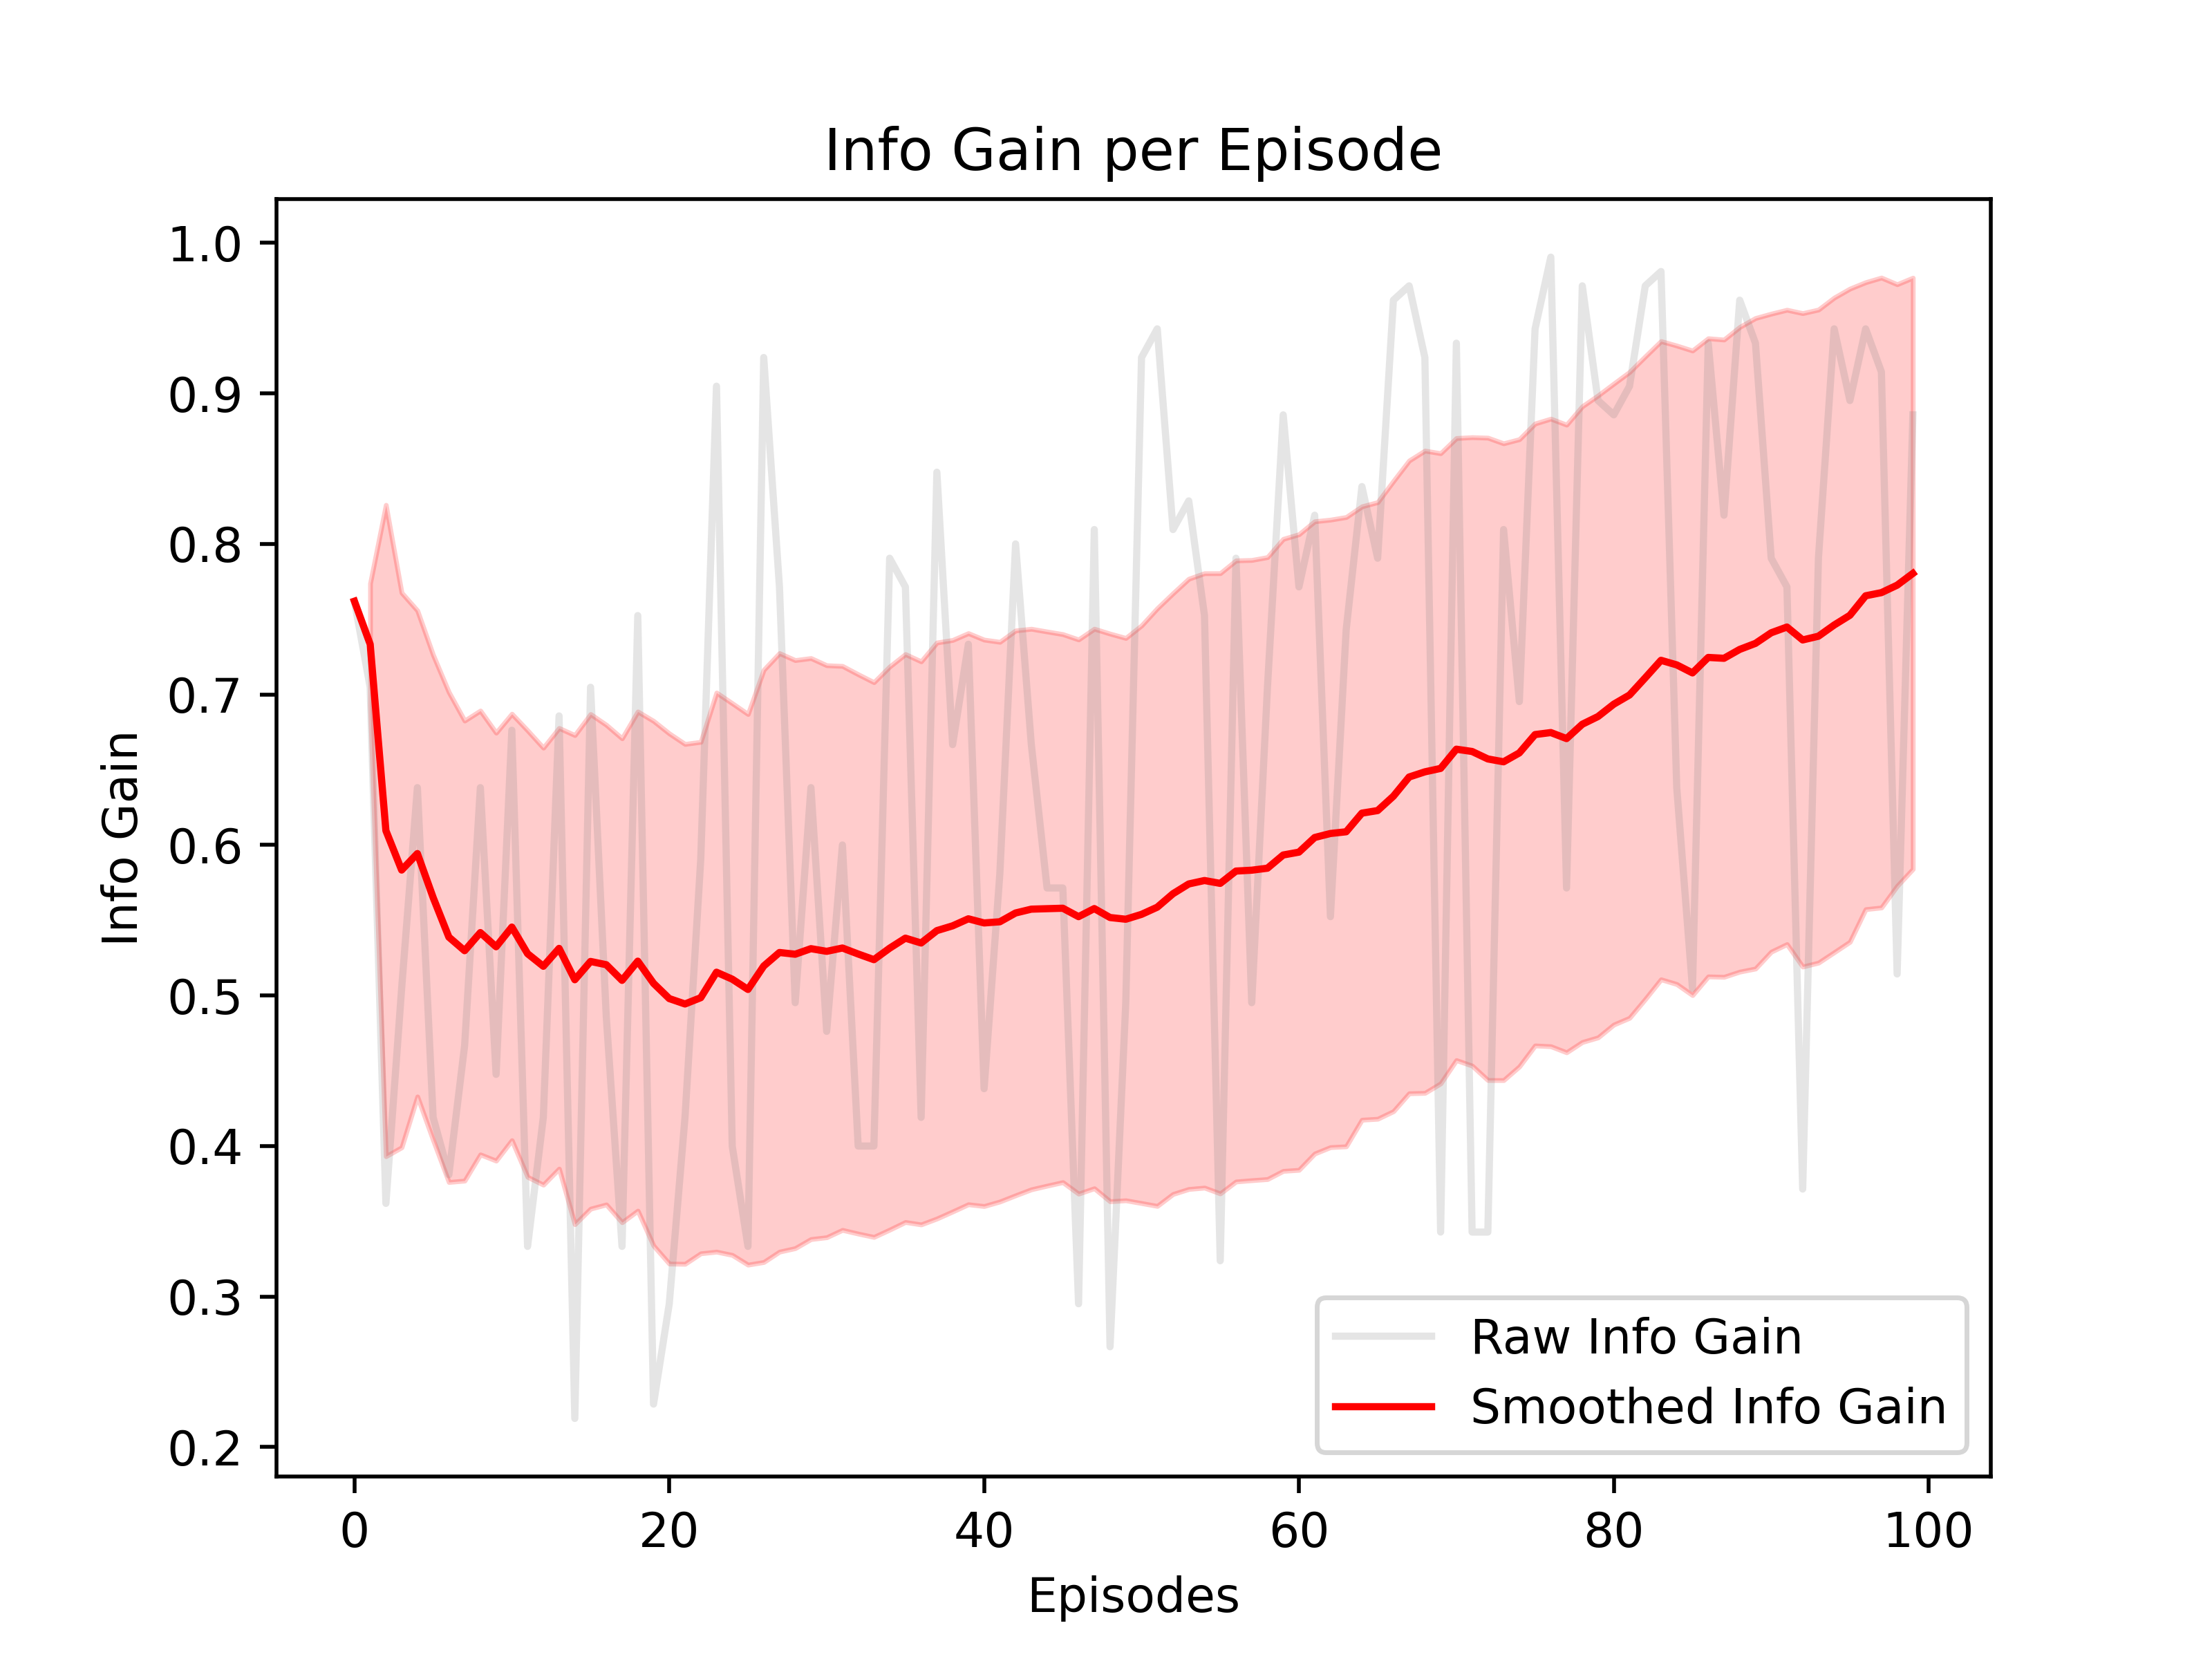 Info Gain per Episode
1.0
0.9
0.8
0.7
0.6
0.5
0.4
0.3
0.2
Info Gain
Raw Info Gain
Smoothed Info Gain
0 20 40 60 80 100
Episodes